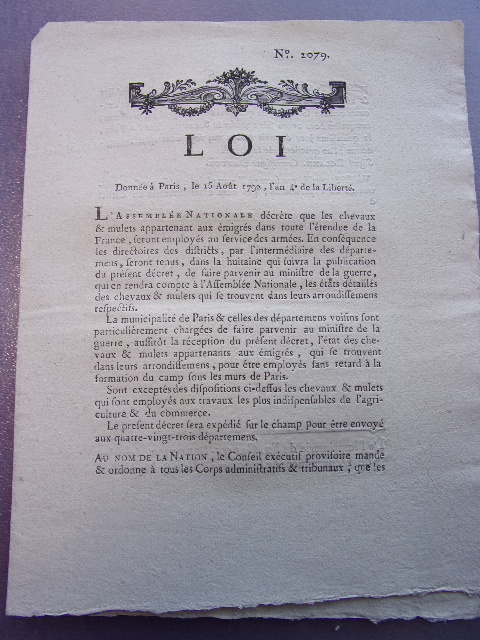 Nº. 2079.
LOI
Donnée à Paris, le 15 Août 1792, l'an 4e de la Liberté.
L'ASSEMBLÉE NATIONALE décrète que les chevaux
& mulets appartenant aux émigrés dans toute l'étendue de la
France, seront employés au service des armées. En conséquence
les directoires des districts, par l'intermédiaire des départe-
mens, seront tenus, dans la huitaine qui suivra la publication
du présent décret, de faire parvenir au ministre de la guerre,
qui en rendra compte à l'Assemblée Nationale, les états détaillés
des chevaux & mulets qui se trouvent dans leurs arrondissemens
respectifs.
La municipalité de Paris & celles des départemens voisins sont
particulièrement chargées de faire parvenir au ministre de la
guerre, aussitôt la réception du présent décret, l'état des che-
vaux & mulets appartenans aux émigrés, qui se trouvent
dans leurs arrondissemens, pour être employés sans retard à la
formation du camp sous les murs de Paris.
Sont exceptés des dispositions ci-dessus les chevaux & mulets
qui sont employés aux travaux les plus indispensables de l'agri-
culture & du commerce.
Le présent décret sera expédié sur le champ pour être envoyé
aux quatre-vingt-trois départemens.
AU NOM DE LA NATION, le Conseil exécutif provisoire mande
& ordonne à tous les Corps administratifs & tribunaux, que les